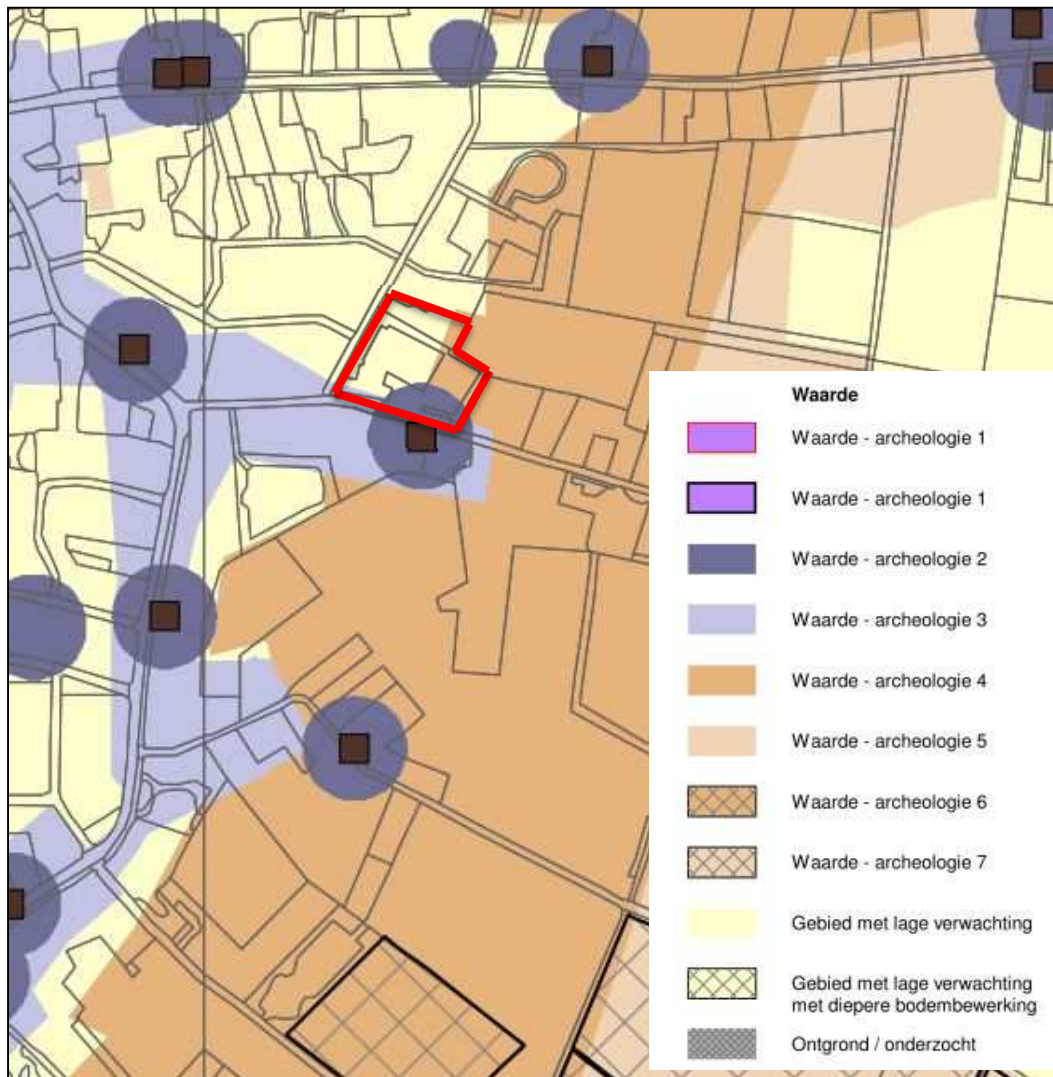 Waarde
Waarde - archeologie 1
Waarde - archeologie 1
Waarde - archeologie 2
Waarde - archeologie 3
Waarde - archeologie 4
Waarde - archeologie 5
Waarde - archeologie 6
Waarde - archeologie 7
Gebied met lage verwachting
Gebied met lage verwachting
met diepere bodembewerking
Ontgrond / onderzocht